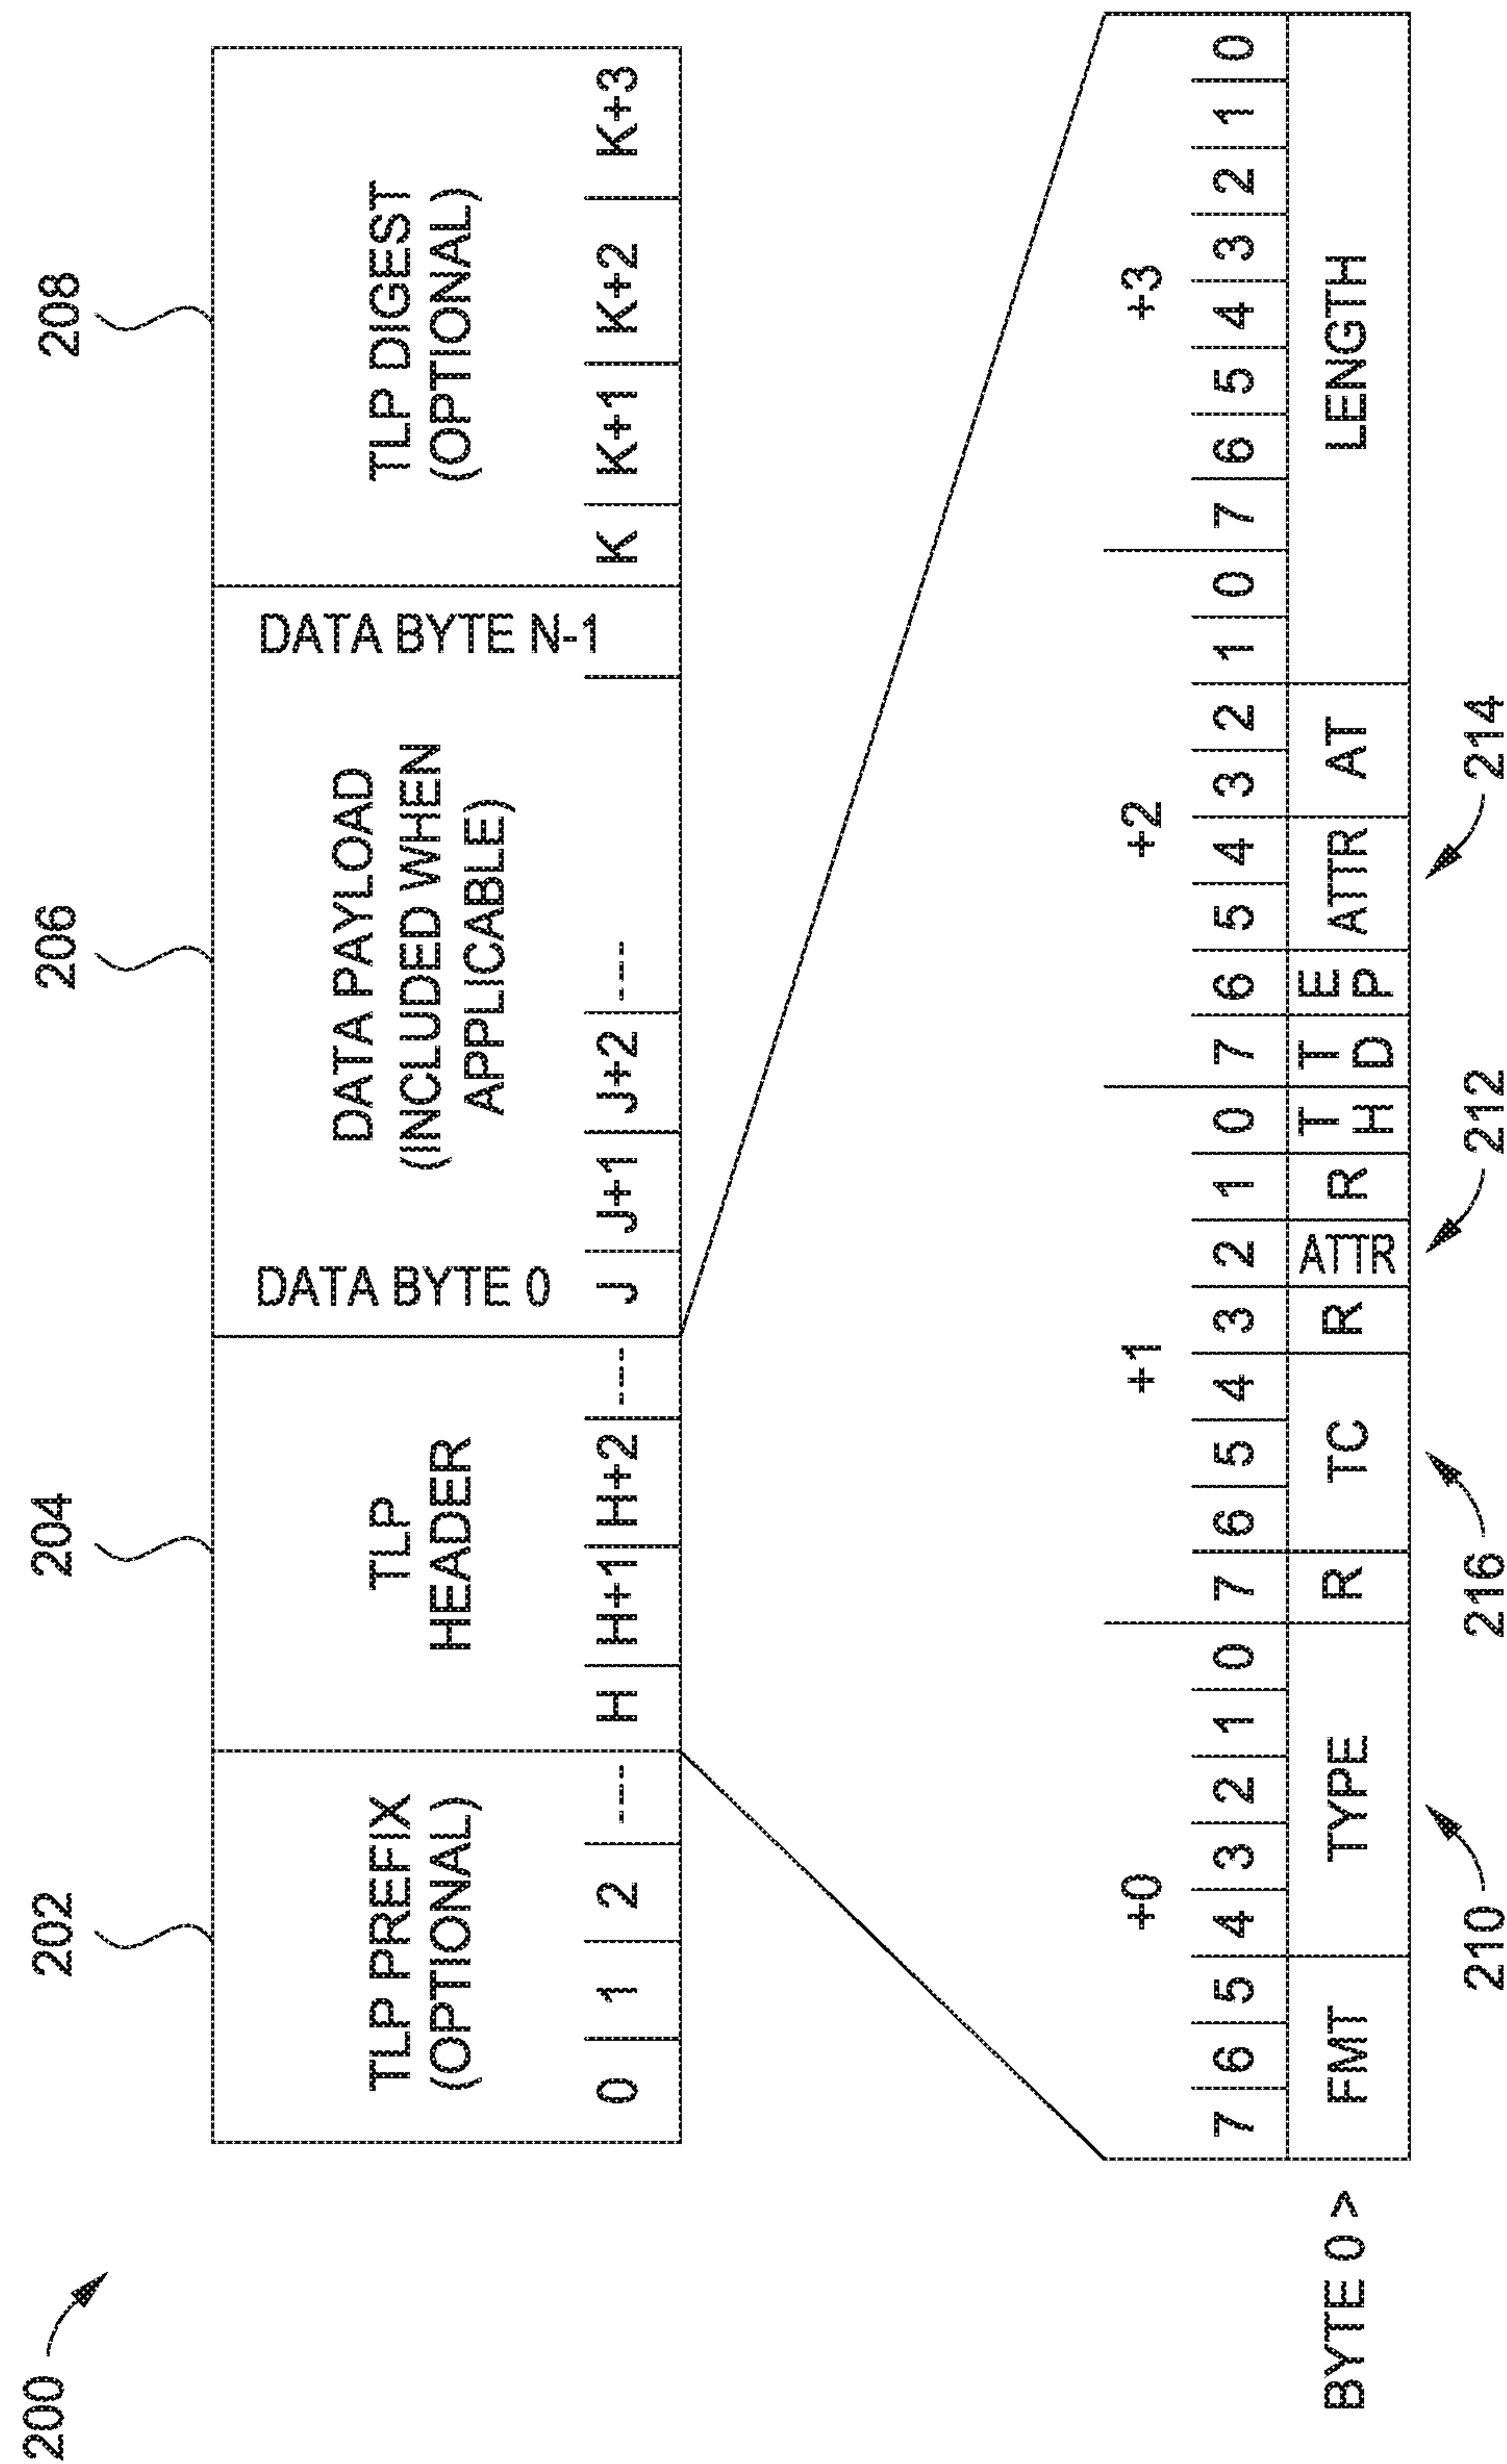 200
202 204 206 208
TLP PREFIX
(OPTIONAL)
0 1 2 ---
TLP
HEADER
H H+1 H+2 ---
DATA BYTE 0
DATA PAYLOAD
(INCLUDED WHEN
APPLICABLE)
DATA BYTE N-1
J J+1 J+2 ---
TLP DIGEST
(OPTIONAL)
K K+1 K+2 K+3
+0 +1 +2 +3
7 6 5 4 3 2 1 0 7 6 5 4 3 2 1 0 7 6 5 4 3 2 1 0 7 6 5 4 3 2 1 0
BYTE 0 > FMT TYPE R TC R ATTR R TH TD EP ATTR AT LENGTH
210 216 212 214